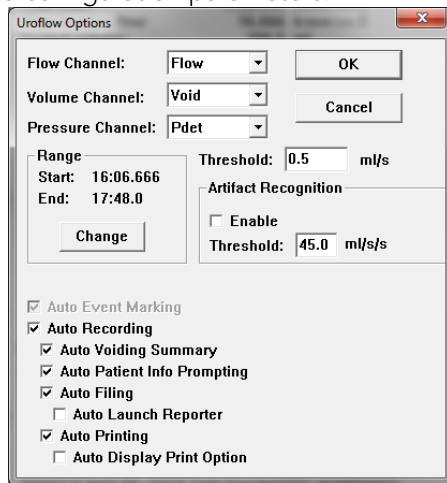 Uroflow Options
Flow Channel: Flow OK
Volume Channel: Void Cancel
Pressure Channel: Pdet
Range
Start: 16:06.666
End: 17:48.0
Change
Threshold: 0.5 ml/s
Artifact Recognition
Enable
Threshold: 45.0 ml/s/s
Auto Event Marking
Auto Recording
Auto Voiding Summary
Auto Patient Info Prompting
Auto Filing
Auto Launch Reporter
Auto Printing
Auto Display Print Option